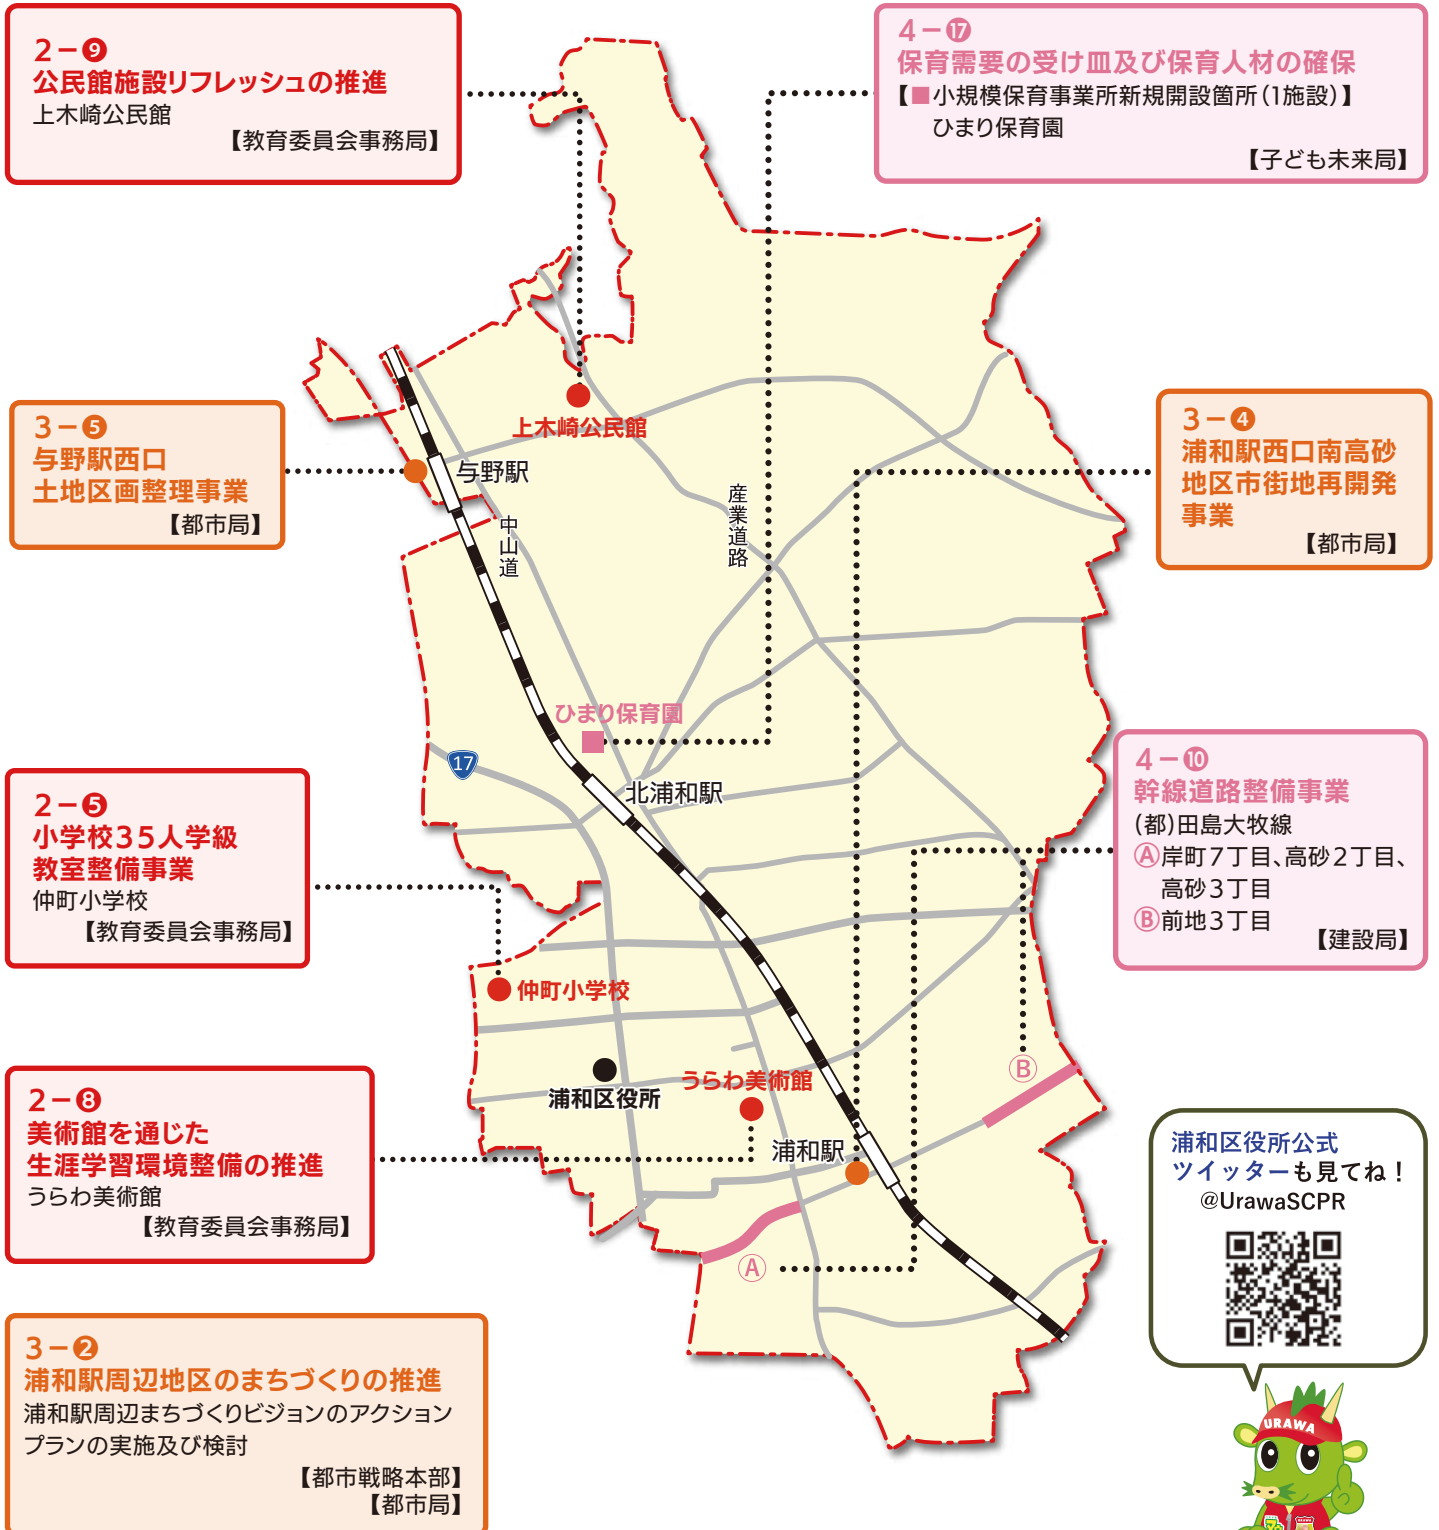 2－❾
公民館施設リフレッシュの推進
上木崎公民館
【教育委員会事務局】
4－⓱
保育需要の受け皿及び保育人材の確保
【■小規模保育事業所新規開設箇所（1施設）】
ひまり保育園
【子ども未来局】
3－❺
与野駅西口
土地区画整理事業
【都市局】
3－❹
浦和駅西口南高砂
地区市街地再開発
事業
【都市局】
上木崎公民館
与野駅
中山道
産業道路
ひまり保育園
17
北浦和駅
2－❺
小学校35人学級
教室整備事業
仲町小学校
【教育委員会事務局】
4－❿
幹線道路整備事業
(都)田島大牧線
Ⓐ岸町7丁目、高砂2丁目、
高砂3丁目
Ⓑ前地3丁目
【建設局】
仲町小学校
浦和区役所
うらわ美術館
浦和駅
Ⓑ
Ⓐ
2－❽
美術館を通じた
生涯学習環境整備の推進
うらわ美術館
【教育委員会事務局】
3－❷
浦和駅周辺地区のまちづくりの推進
浦和駅周辺まちづくりビジョンのアクション
プランの実施及び検討
【都市戦略本部】
【都市局】
浦和区役所公式
ツイッターも見てね！
@UrawaSCPR
URAWA